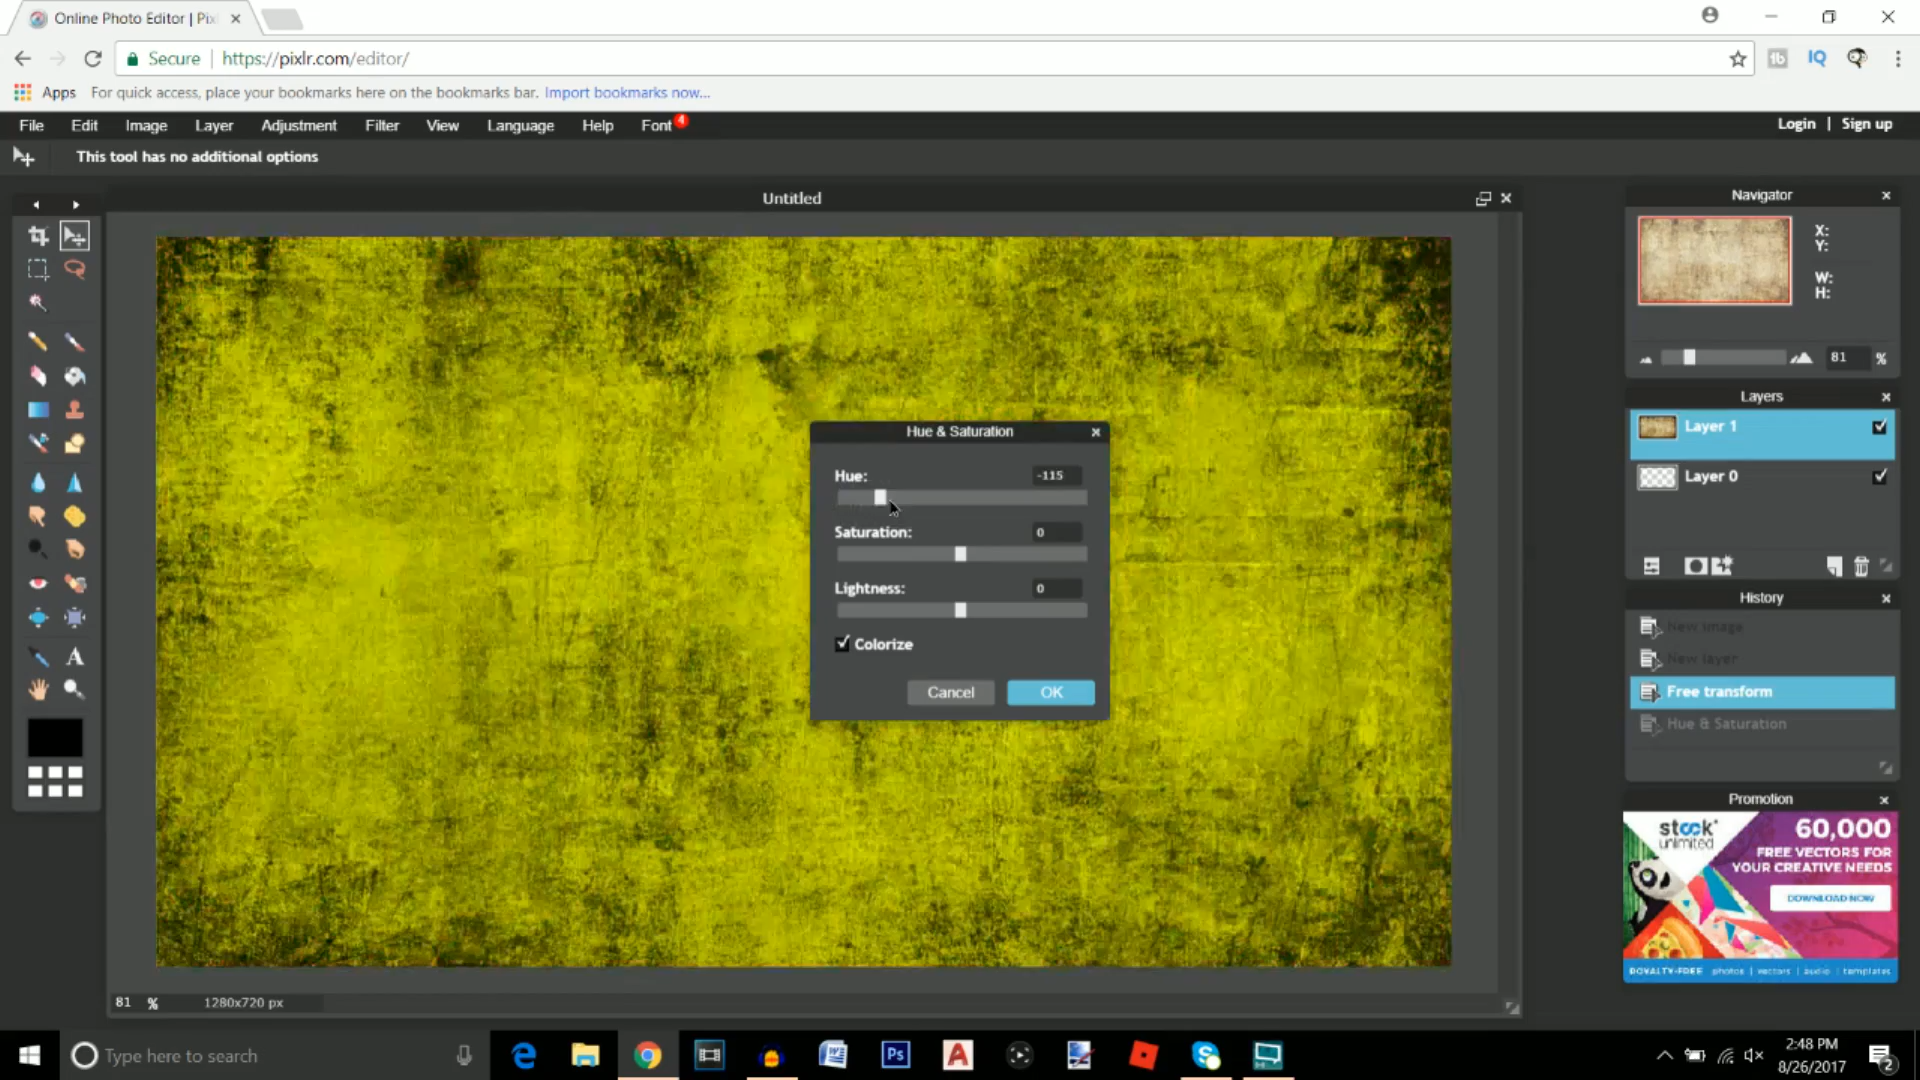 Online Photo Editor | Pix
Secure
https://pixlr.com/editor/
IQ
Apps
For quick access, place your bookmarks here on the bookmarks bar. Import bookmarks now...
File Edit Image Layer Adjustment Filter View Language Help Font 4
Login | Sign up
This tool has no additional options
Untitled
Navigator
X:
Y:
W:
H:
81 %
Layers
Layer 1
Layer 0
Hue & Saturation
Hue: -115
Saturation: 0
Lightness: 0
Colorize
Cancel OK
History
New image
New layer
Free transform
Hue & Saturation
A
Promotion
stock
unlimited
60,000
FREE VECTORS FOR
YOUR CREATIVE NEEDS
DOWNLOAD NOW
ROYALTY-FREE photos | vectors | audio | templates
81 % 1280x720 px
Type here to search
Ps
2:48 PM
8/26/2017
2